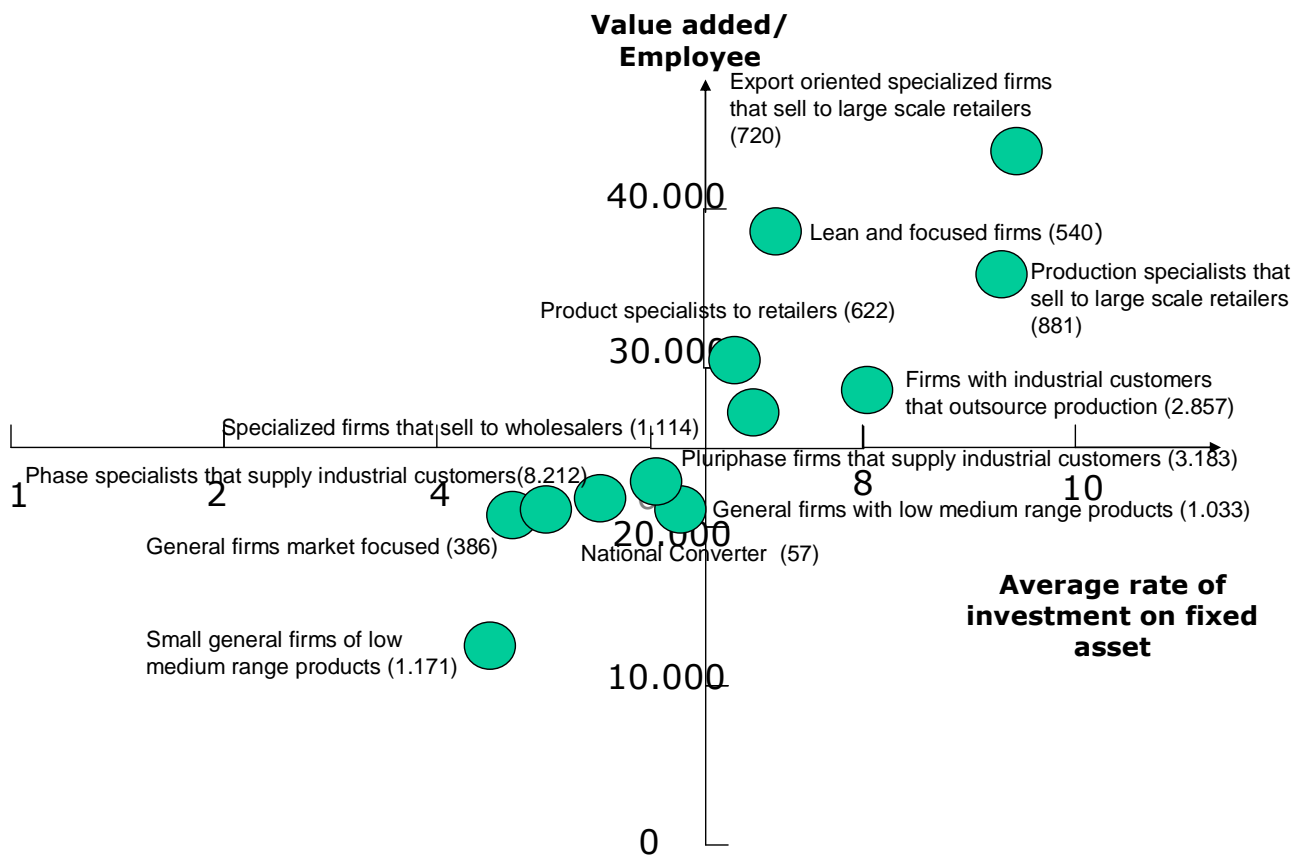 Value added/
Employee
Export oriented specialized firms
that sell to large scale retailers
(720)
40.000
Lean and focused firms (540)
Production specialists that
sell to large scale retailers
(881)
Product specialists to retailers (622)
30.000
Firms with industrial customers
that outsource production (2.857)
Specialized firms that sell to wholesalers (1.114)
Pluriphase firms that supply industrial customers (3.183)
Phase specialists that supply industrial customers(8.212)
1
2
4
8
10
General firms with low medium range products (1.033)
20.000
General firms market focused (386)
National Converter (57)
Average rate of
investment on fixed
asset
Small general firms of low
medium range products (1.171)
10.000
0